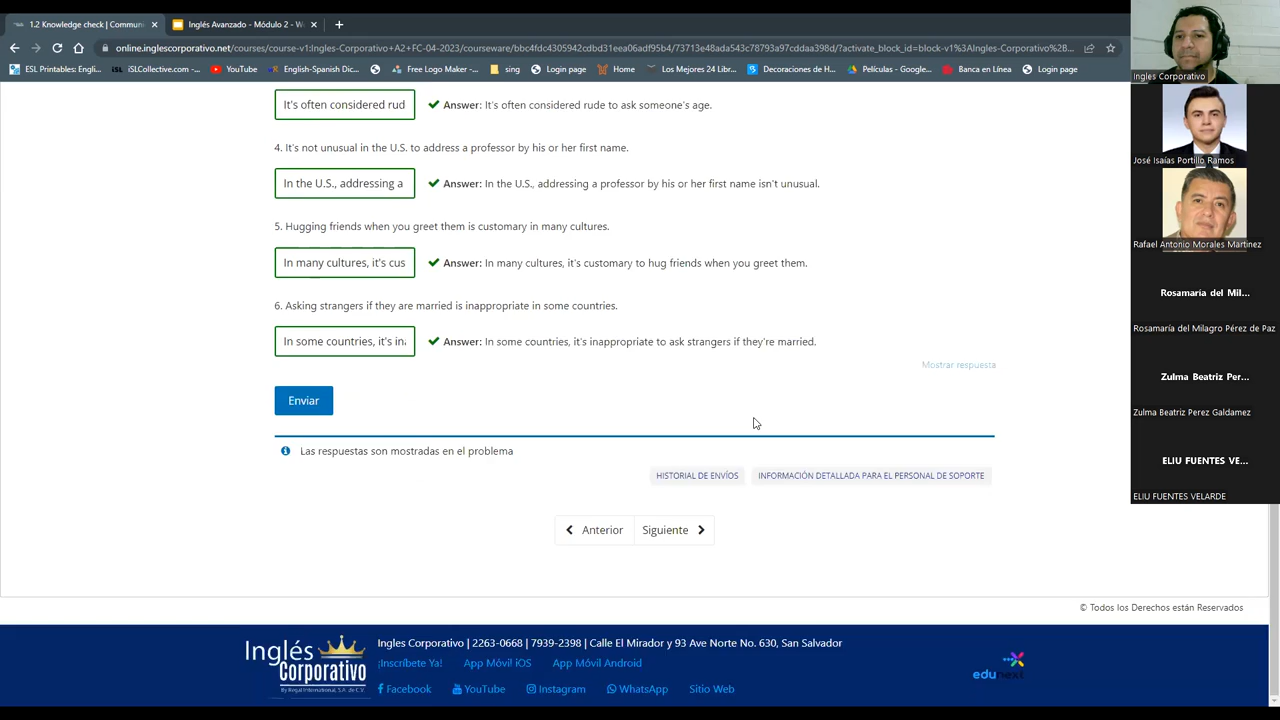 1.2 Knowledge check | Communi
Inglés Avanzado - Módulo 2 - W
online.inglescorporativo.net/courses/course-v1:Ingles-Corporativo+A2+FC-04-2023/courseware/bbc4fdc4305942cdbd31eea06adf95b4/73713e48ada543c78793a97cddaa398d/?activate_block_id=block-v1%3AIngles-Corporativo%2B...
ESL Printables: Engli... iSLCollective.com -... YouTube English-Spanish Dic... Free Logo Maker -... sing Login page Home Los Mejores 24 Libr... Decoraciones de H... Películas - Google... Banca en Línea Login page
It's often considered rud
Answer: It's often considered rude to ask someone's age.
4. It's not unusual in the U.S. to address a professor by his or her first name.
In the U.S., addressing a
Answer: In the U.S., addressing a professor by his or her first name isn't unusual.
5. Hugging friends when you greet them is customary in many cultures.
In many cultures, it's cus
Answer: In many cultures, it's customary to hug friends when you greet them.
6. Asking strangers if they are married is inappropriate in some countries.
In some countries, it's in
Answer: In some countries, it's inappropriate to ask strangers if they're married.
Mostrar respuesta
Enviar
Las respuestas son mostradas en el problema
HISTORIAL DE ENVÍOS
INFORMACIÓN DETALLADA PARA EL PERSONAL DE SOPORTE
Anterior
Siguiente
© Todos los Derechos están Reservados
Inglés
Corporativo
By Regal International, S.A. de C.V.
Ingles Corporativo | 2263-0668 | 7939-2398 | Calle El Mirador y 93 Ave Norte No. 630, San Salvador
¡Inscríbete Ya! App Móvil iOS App Móvil Android
Facebook YouTube Instagram WhatsApp Sitio Web
edunext
Ingles Corporativo
José Isaías Portillo Ramos
Rafael Antonio Morales Martinez
Rosamaría del Mil...
Rosamaría del Milagro Pérez de Paz
Zulma Beatriz Per...
Zulma Beatriz Perez Galdamez
ELIU FUENTES VE...
ELIU FUENTES VELARDE